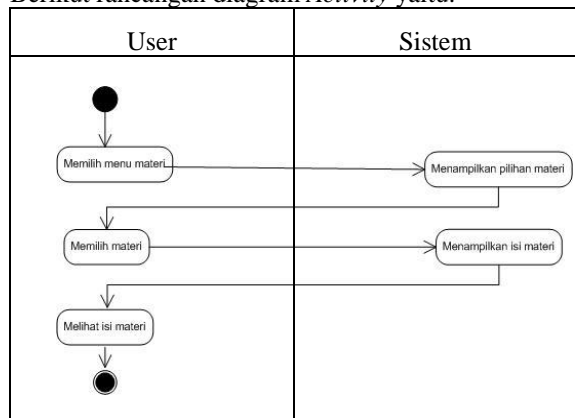 Berikut rancangan diagram Activity yaitu:
User
Sistem
Memilih menu materi
Menampilkan pilihan materi
Memilih materi
Menampilkan isi materi
Melihat isi materi